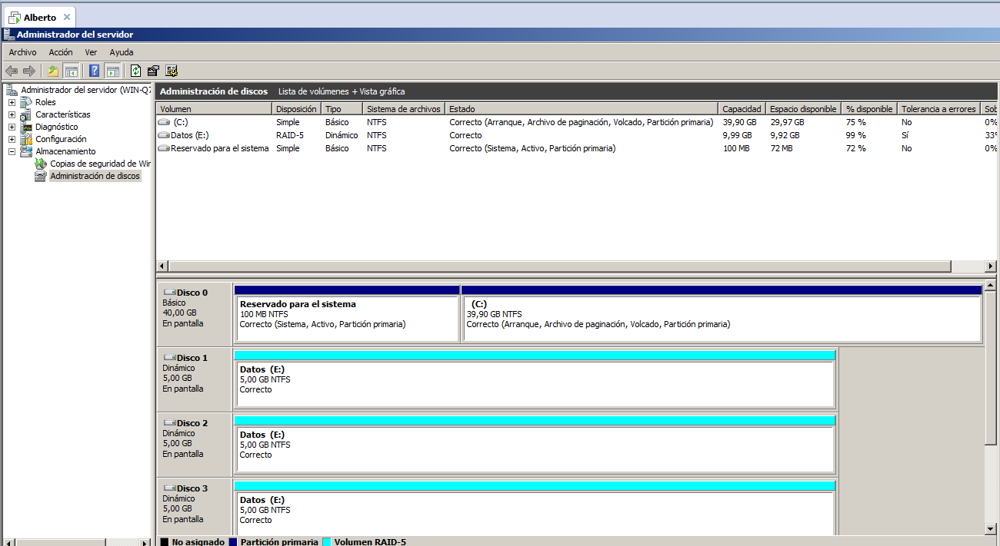 Alberto
Administrador del servidor
Archivo Acción Ver Ayuda
Administrador del servidor (WIN-Q7
Roles
Características
Diagnóstico
Configuración
Almacenamiento
Copias de seguridad de Wir
Administración de discos
Administración de discos Lista de volúmenes + Vista gráfica
Volumen Disposición Tipo Sistema de archivos Estado Capacidad Espacio disponible % disponible Tolerancia a errores Sob
(C:) Simple Básico NTFS Correcto (Arranque, Archivo de paginación, Volcado, Partición primaria) 39,90 GB 29,97 GB 75 % No 0%
Datos (E:) RAID-5 Dinámico NTFS Correcto 9,99 GB 9,92 GB 99 % Sí 33%
Reservado para el sistema Simple Básico NTFS Correcto (Sistema, Activo, Partición primaria) 100 MB 72 MB 72 % No 0%
Disco 0
Básico
40,00 GB
En pantalla
Reservado para el sistema
100 MB NTFS
Correcto (Sistema, Activo, Partición primaria)
(C:)
39,90 GB NTFS
Correcto (Arranque, Archivo de paginación, Volcado, Partición primaria)
Disco 1
Dinámico
5,00 GB
En pantalla
Datos (E:)
5,00 GB NTFS
Correcto
Disco 2
Dinámico
5,00 GB
En pantalla
Datos (E:)
5,00 GB NTFS
Correcto
Disco 3
Dinámico
5,00 GB
En pantalla
Datos (E:)
5,00 GB NTFS
Correcto
No asignado Partición primaria Volumen RAID-5